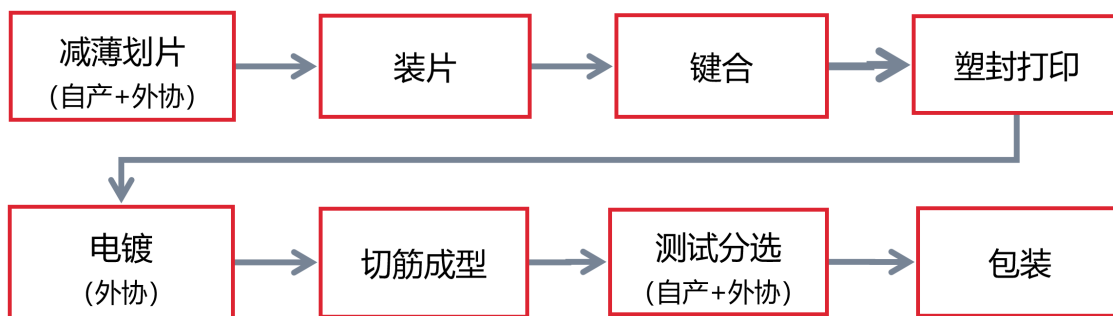 减薄划片
(自产+外协)
装片
键合
塑封打印
电镀
(外协)
切筋成型
测试分选
(自产+外协)
包装